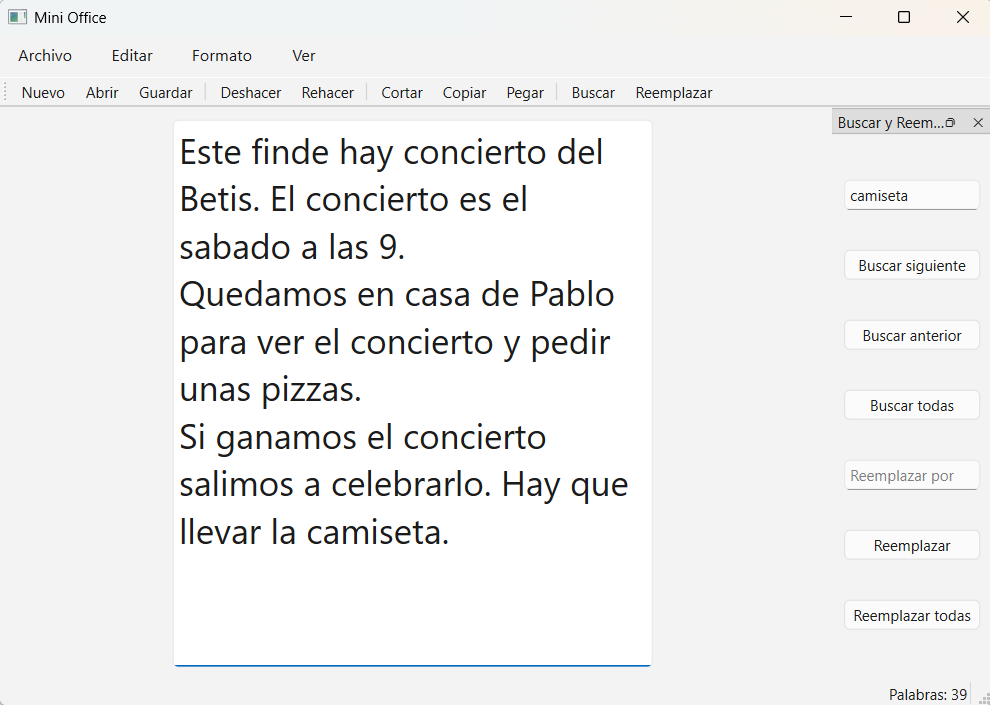 Mini Office
Archivo Editar Formato Ver
Nuevo Abrir Guardar Deshacer Rehacer Cortar Copiar Pegar Buscar Reemplazar
Buscar y Reem...
Este finde hay concierto del
Betis. El concierto es el
sabado a las 9.
Quedamos en casa de Pablo
para ver el concierto y pedir
unas pizzas.
Si ganamos el concierto
salimos a celebrarlo. Hay que
llevar la camiseta.
camiseta
Buscar siguiente
Buscar anterior
Buscar todas
Reemplazar por
Reemplazar
Reemplazar todas
Palabras: 39